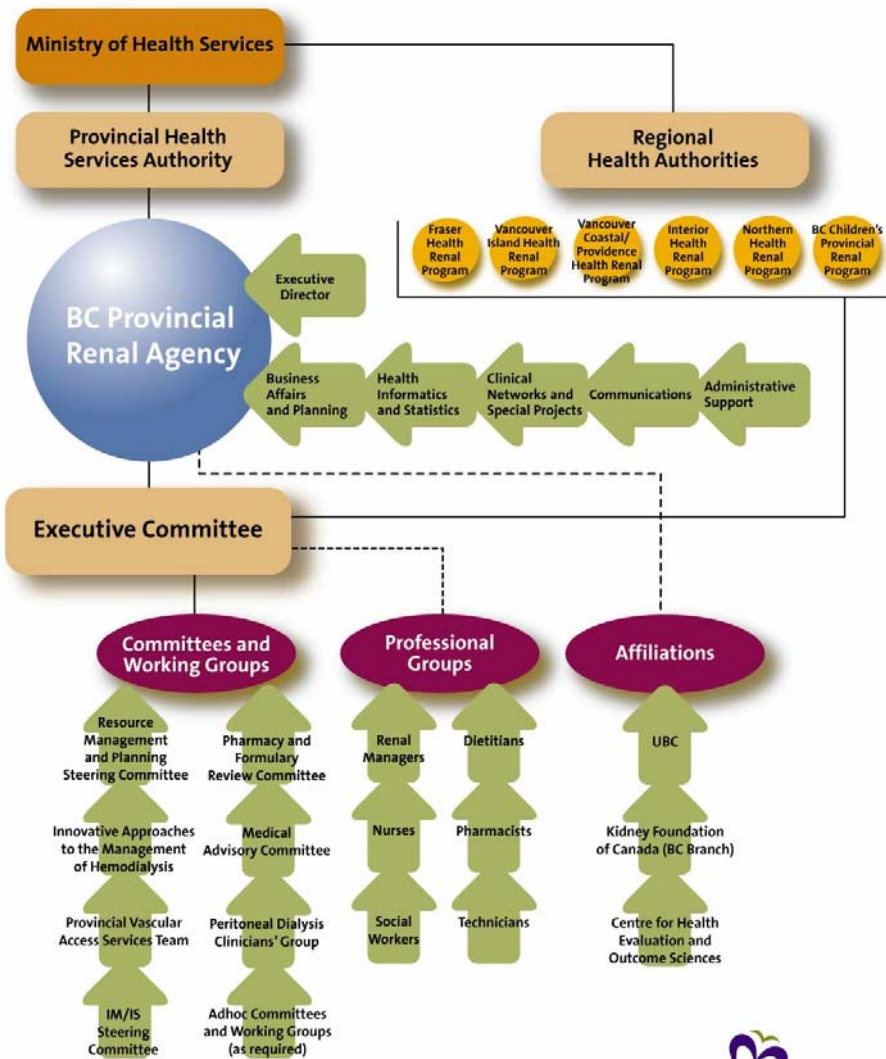 Ministry of Health Services
Provincial Health
Services Authority
Regional
Health Authorities
Fraser
Health
Renal
Program
Vancouver
Island Health
Renal
Program
Vancouver
Coastal/
Providence
Health Renal
Program
Interior
Health
Renal
Program
Northern
Health
Renal
Program
BC Children's
Provincial
Renal
Program
Executive
Director
BC Provincial
Renal Agency
Business
Affairs
and Planning
Health
Informatics
and Statistics
Clinical
Networks and
Special Projects
Communications
Administrative
Support
Executive Committee
Committees and
Working Groups
Professional
Groups
Affiliations
Resource
Management
and Planning
Steering Committee
Pharmacy and
Formulary
Review Committee
Renal
Managers
Dietitians
UBC
Innovative Approaches
to the Management
of Hemodialysis
Medical
Advisory Committee
Nurses
Pharmacists
Kidney Foundation
of Canada (BC Branch)
Provincial Vascular
Access Services Team
Peritoneal Dialysis
Clinicians' Group
Social
Workers
Technicians
Centre for Health
Evaluation and
Outcome Sciences
IM/IS
Steering
Committee
Adhoc Committees
and Working Groups
(as required)